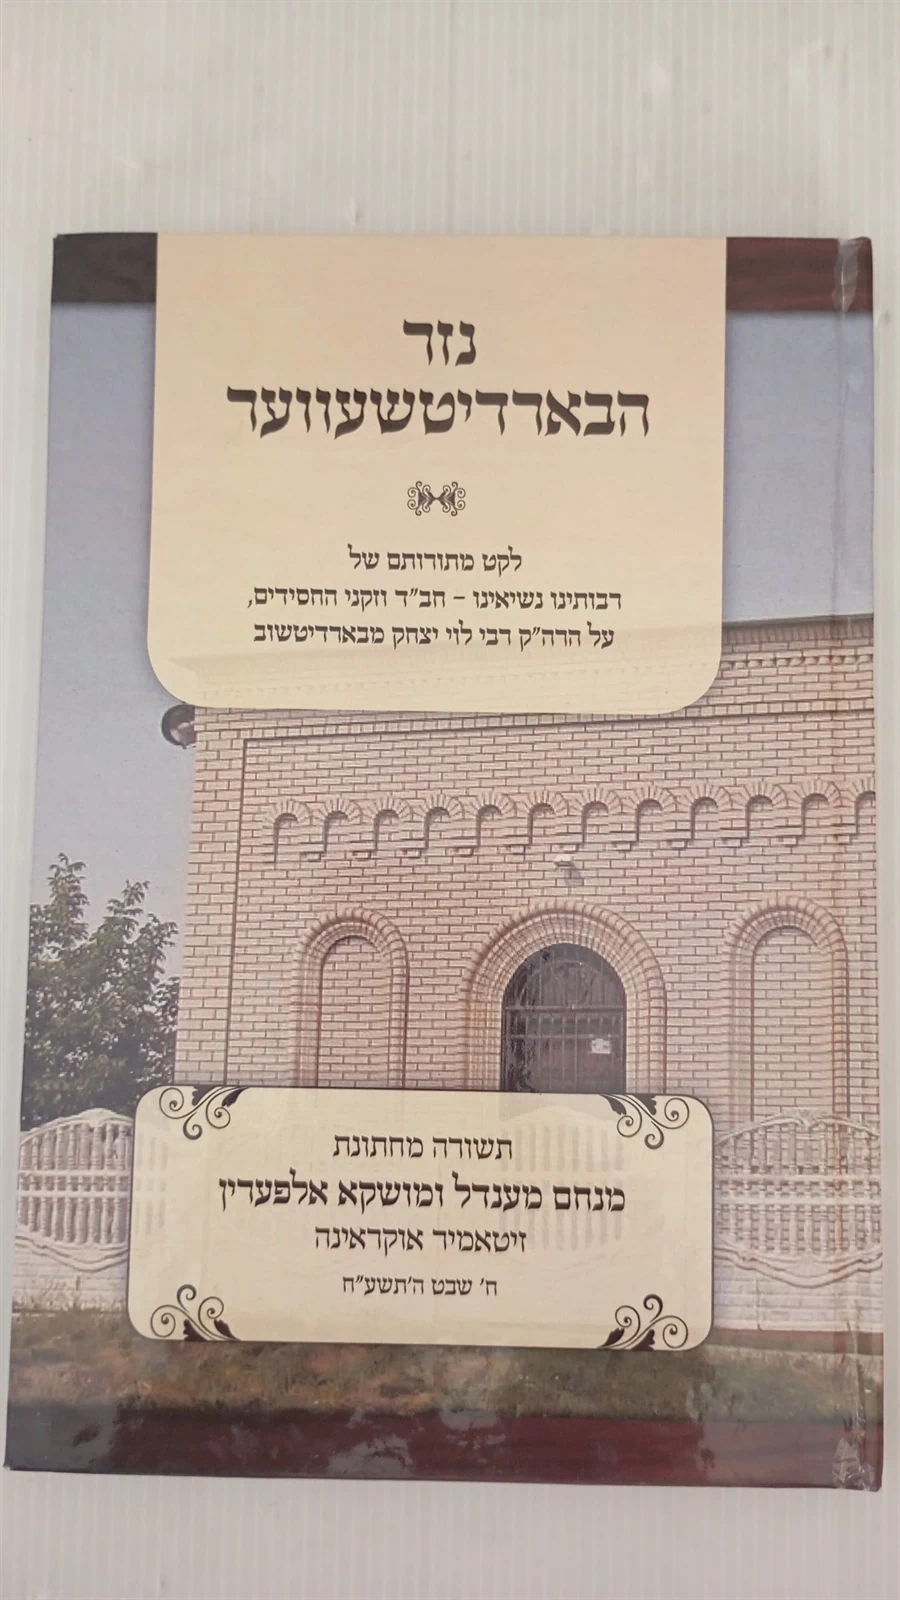 נזר
הבארדיטשעווער
לקט מתורותם של
רבותינו נשיאינו – חב"ד וזקני החסידים,
על הרה"ק רבי לוי יצחק מבארדיטשוב
תשורה מחתונת
מנחם מענדל ומושקא אלפערין
זיטאמיר אוקראינה
ח' שבט ה'תשע"ח